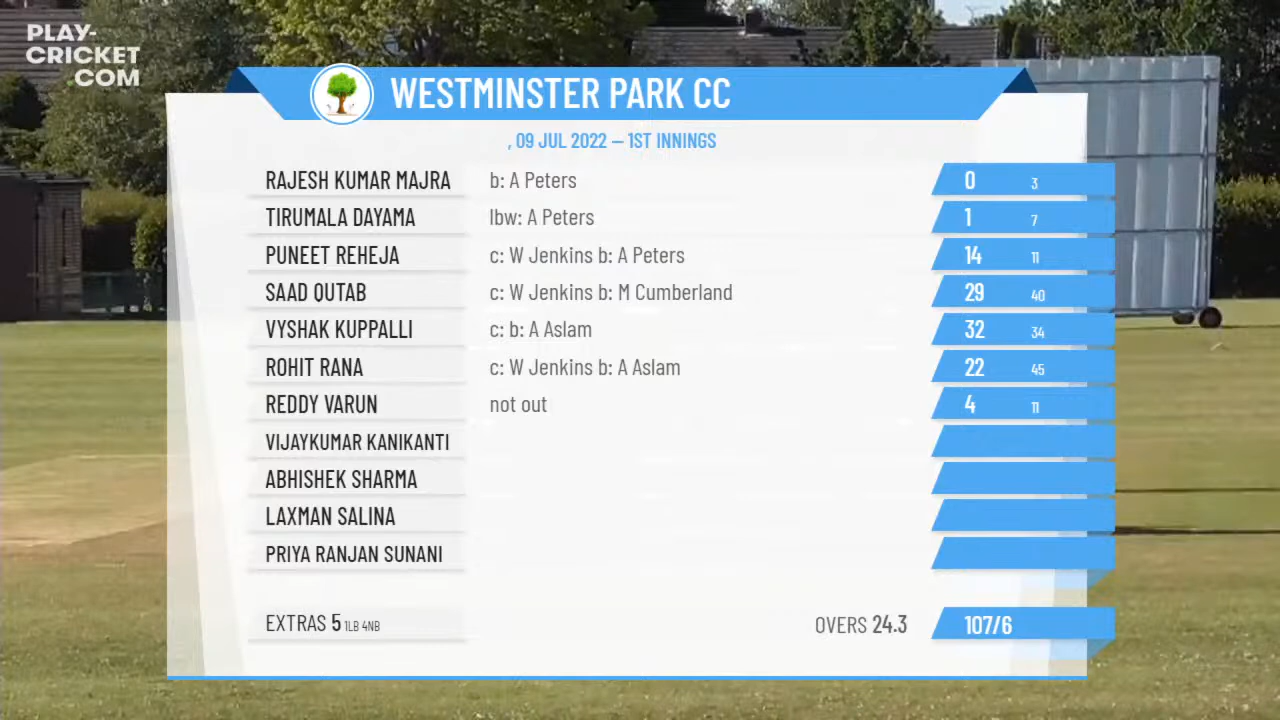 PLAY-
CRICKET
COM
WESTMINSTER PARK CC
, 09 JUL 2022 – 1ST INNINGS
RAJESH KUMAR MAJRA b: A Peters 0 3
TIRUMALA DAYAMA lbw: A Peters 1 7
PUNEET REHEJA c: W Jenkins b: A Peters 14 11
SAAD QUTAB c: W Jenkins b: M Cumberland 29 40
VYSHAK KUPPALLI c: b: A Aslam 32 34
ROHIT RANA c: W Jenkins b: A Aslam 22 45
REDDY VARUN not out 4 11
VIJAYKUMAR KANIKANTI
ABHISHEK SHARMA
LAXMAN SALINA
PRIYA RANJAN SUNANI
EXTRAS 5 1LB 4NB OVERS 24.3 107/6